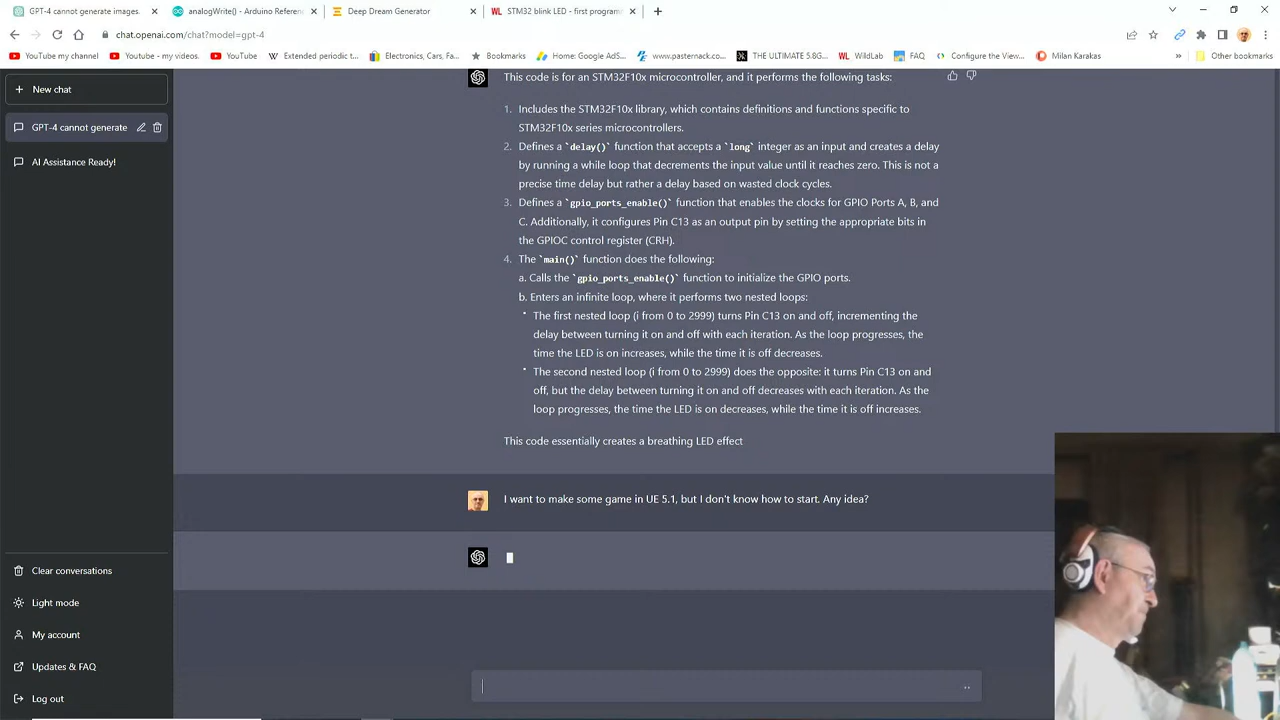 GPT-4 cannot generate images.
analogWrite() - Arduino Referen
Deep Dream Generator
STM32 blink LED - first program
chat.openai.com/chat?model=gpt-4
YouTube my channel
Youtube - my videos.
YouTube
Extended periodic t...
Electronics, Cars, Fa...
Bookmarks
Home: Google AdS...
www.pasternack...
THE ULTIMATE 5.8G...
WL WildLab
FAQ
Configure the View...
Milan Karakas
»
Other bookmarks
+ New chat
GPT-4 cannot generate
AI Assistance Ready!
This code is for an STM32F10x microcontroller, and it performs the following tasks:
1. Includes the STM32F10x library, which contains definitions and functions specific to
STM32F10x series microcontrollers.
2. Defines a `delay()` function that accepts a `long` integer as an input and creates a delay
by running a while loop that decrements the input value until it reaches zero. This is not a
precise time delay but rather a delay based on wasted clock cycles.
3. Defines a `gpio_ports_enable()` function that enables the clocks for GPIO Ports A, B, and
C. Additionally, it configures Pin C13 as an output pin by setting the appropriate bits in
the GPIOC control register (CRH).
4. The `main()` function does the following:
a. Calls the `gpio_ports_enable()` function to initialize the GPIO ports.
b. Enters an infinite loop, where it performs two nested loops:
• The first nested loop (i from 0 to 2999) turns Pin C13 on and off, incrementing the
delay between turning it on and off with each iteration. As the loop progresses, the
time the LED is on increases, while the time it is off decreases.
• The second nested loop (i from 0 to 2999) does the opposite: it turns Pin C13 on and
off, but the delay between turning it on and off decreases with each iteration. As the
loop progresses, the time the LED is on decreases, while the time it is off increases.
This code essentially creates a breathing LED effect
I want to make some game in UE 5.1, but I don't know how to start. Any idea?
Clear conversations
Light mode
My account
Updates & FAQ
Log out